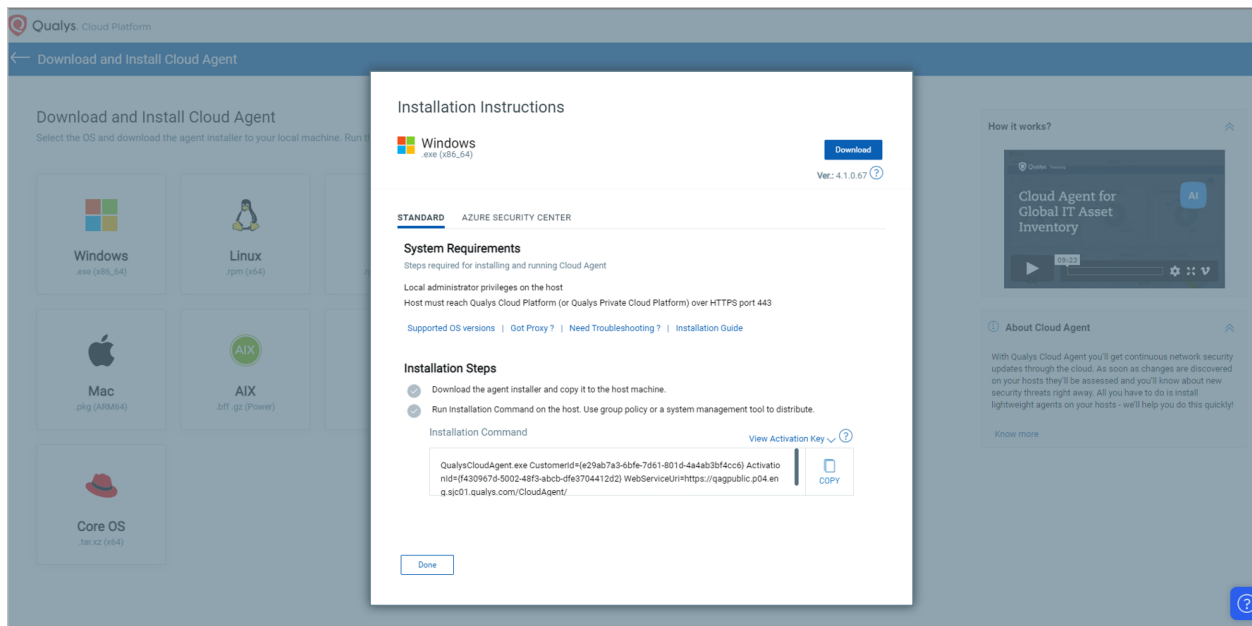 Qualys. Cloud Platform
Download and Install Cloud Agent
Download and Install Cloud Agent
Select the OS and download the agent installer to your local machine. Run
Windows
.exe (x86_64)
Linux
.rpm (x64)
Mac
.pkg (ARM64)
AIX
AIX
.bff .gz (Power)
Core OS
.tar.xz (x64)
Installation Instructions
Windows
.exe (x86_64)
Download
Ver.: 4.1.0.67 ?
STANDARD AZURE SECURITY CENTER
System Requirements
Steps required for installing and running Cloud Agent
Local administrator privileges on the host
Host must reach Qualys Cloud Platform (or Qualys Private Cloud Platform) over HTTPS port 443
Supported OS versions | Got Proxy ? | Need Troubleshooting ? | Installation Guide
Installation Steps
Download the agent installer and copy it to the host machine.
Run Installation Command on the host. Use group policy or a system management tool to distribute.
Installation Command
View Activation Key ?
QualysCloudAgent.exe CustomerId={e29ab7a3-6bfe-7d61-801d-4a4ab3bf4cc6} Activatio
nId={f430967d-5002-48f3-abcb-dfe3704412d2} WebServiceUri=https://qagpublic.p04.en
g.sjc01.qualys.com/CloudAgent/
COPY
Done
How it works?
Qualys.
Cloud Agent for
Global IT Asset
Inventory
AI
09:23
About Cloud Agent
With Qualys Cloud Agent you'll get continuous network security
updates through the cloud. As soon as changes are discovered
on your hosts they'll be assessed and you'll know about new
security threats right away. All you have to do is install
lightweight agents on your hosts - we'll help you do this quickly!
Know more
?